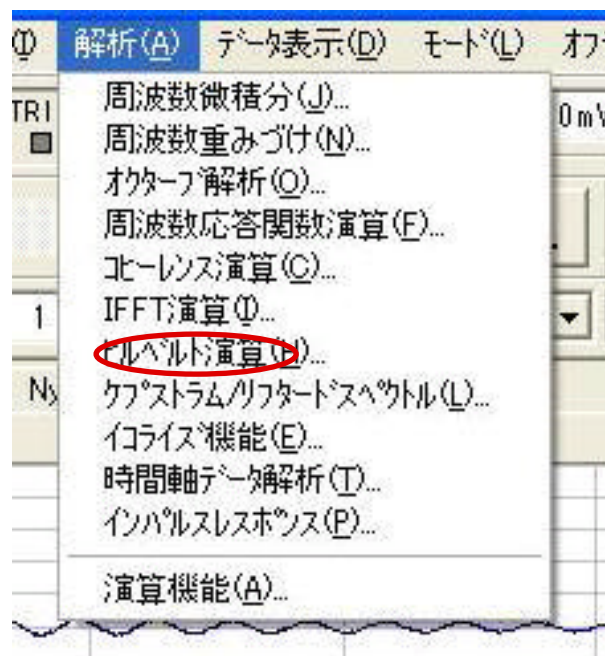 解析(A) データ表示(D) モード(L)
TRI
0m
周波数微積分(J)...
周波数重みづけ(N)...
オクターブ解析(O)...
周波数応答関数演算(F)...
コヒーレンス演算(C)...
1
IFFT演算(I)...
ヒルベルト演算(H)...
Ny
ケプストラム/リフタードスペクトル(L)...
イコライズ機能(E)...
時間軸データ解析(T)...
インパルスレスポンス(P)...
演算機能(A)...